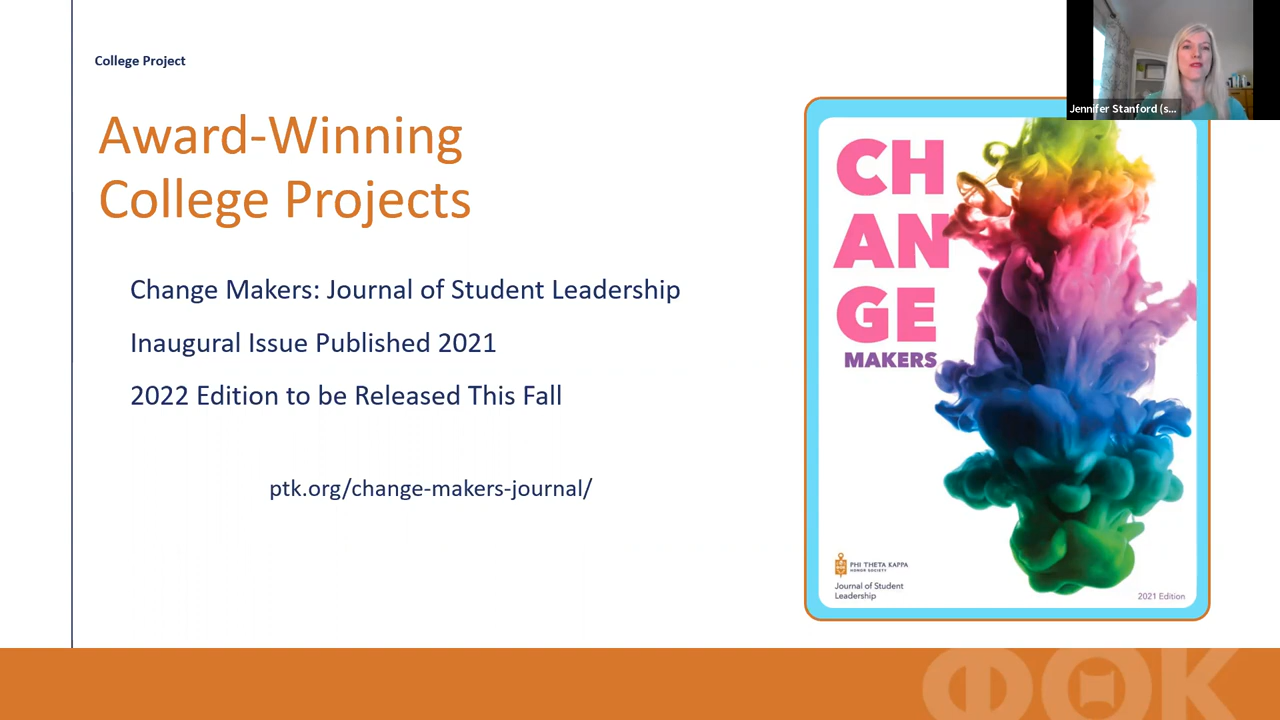 College Project
Jennifer Stanford (s...
Award-Winning
College Projects
Change Makers: Journal of Student Leadership
Inaugural Issue Published 2021
2022 Edition to be Released This Fall
ptk.org/change-makers-journal/
CH
AN
GE
MAKERS
PHI THETA KAPPA
HONOR SOCIETY
Journal of Student
Leadership
2021 Edition
ΦΘΚ